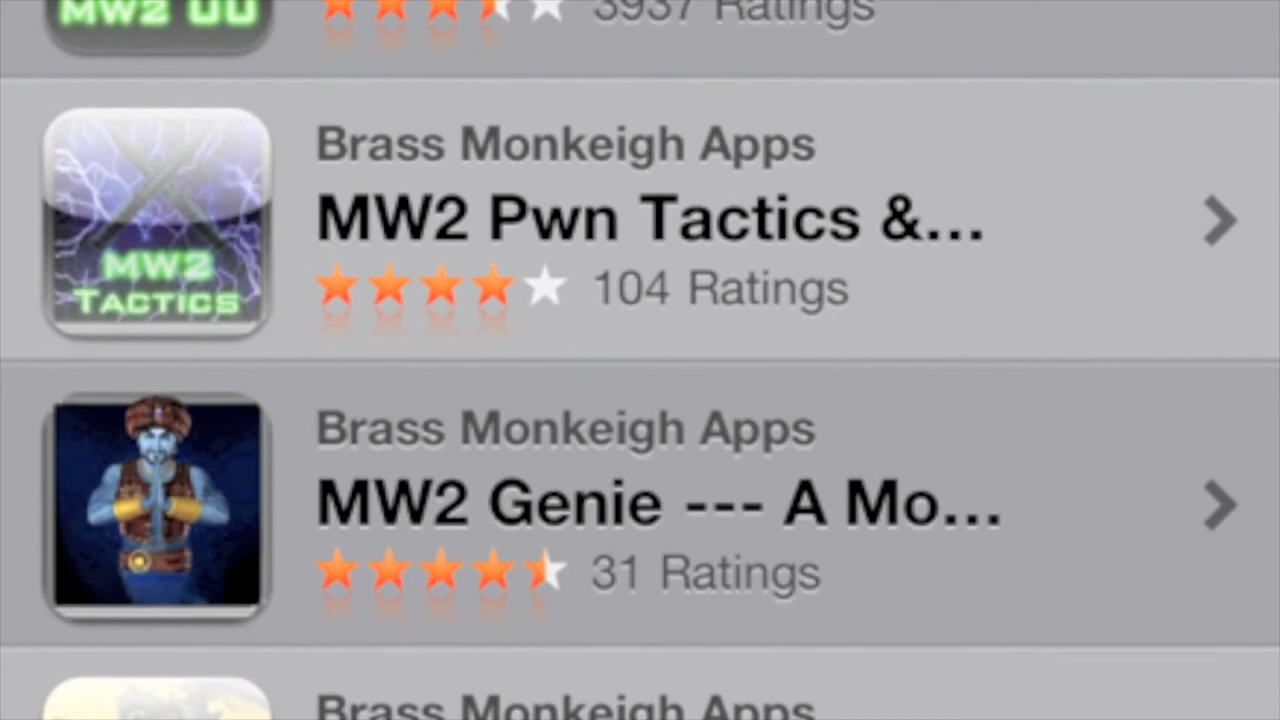 MW2 UU
3937 Ratings
Brass Monkeigh Apps
MW2 Pwn Tactics &...
104 Ratings
MW2
TACTICS
Brass Monkeigh Apps
MW2 Genie --- A Mo...
31 Ratings
Brass Monkeigh Apps